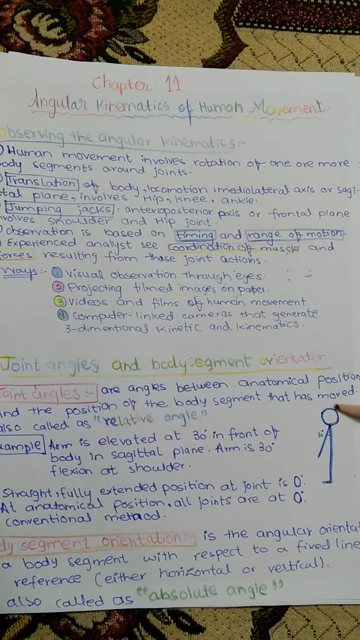 Chapter: 11
Angular Kinematics of Human Movement.
observing the angular kinematics:-
Human movement involves rotation of one ore more
body segments around joints.
Translation of body, locomotion, mediolateral axis or sagi-
tal plane, involves Hip, knee, ankle.
Jumping jacks: anteroposterior axis or frontal plane
involves shoulder and Hip joint
observation is based on timing and range of motion
experienced analyst see coordination of muscle and
forces resulting from those joint actions.
ways:- 1 Visual observation through eyes.
2 Projecting filmed images on paper.
3 Videos and films of human movement
4 Computer-linked cameras that generate
3-dimentional kinetic and kinematics.
Joint angles and body segment orientation
Joint angles:- are angles between anatomical position
and the position of the body segment that has moved.
also called as "relative angle"
Example Arm is elevated at 30° in front of
body in sagittal plane. Arm is 30°
flexion at shoulder.
30°
Straight, fully extended position at joint is 0°.
At anatomical position, all joints are at 0°.
conventional method.
dy segment orientation:- is the angular orienta
a body segment with respect to a fixed line
reference (either horizontal or vertical).
also called as "absolute angle"